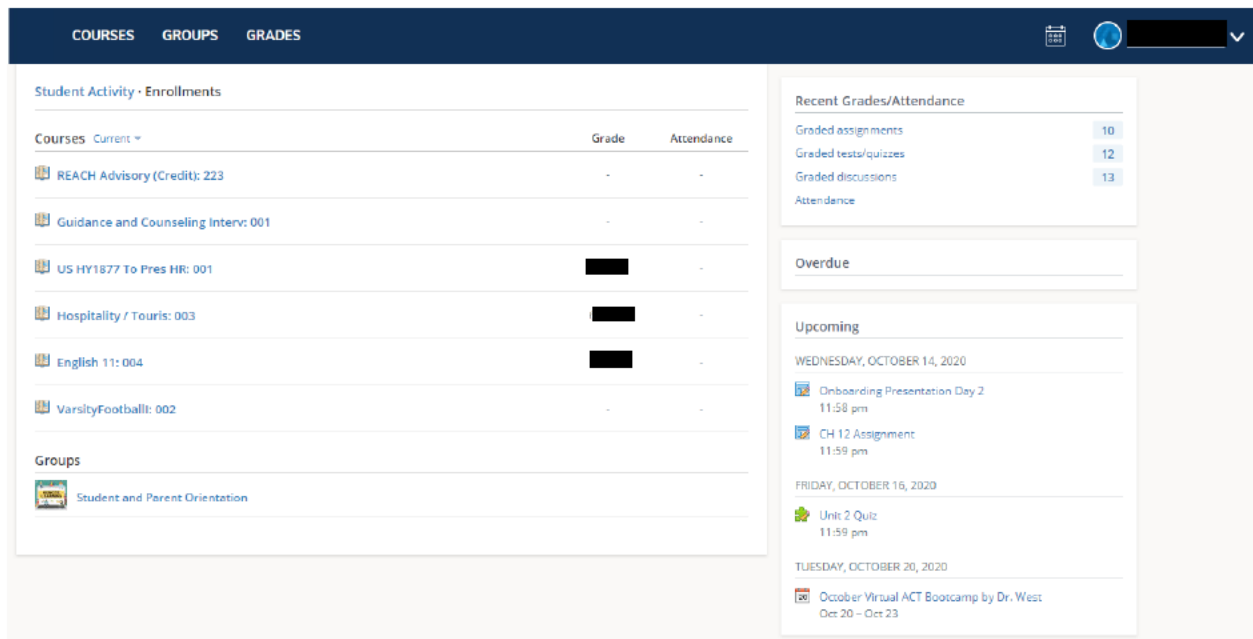 COURSES GROUPS GRADES
Student Activity · Enrollments
Courses Current Grade Attendance
REACH Advisory (Credit): 223 - -
Guidance and Counseling Interv: 001 - -
US HY1877 To Pres HR: 001 -
Hospitality / Touris: 003 -
English 11: 004 -
VarsityFootballI: 002 - -
Groups
Student and Parent Orientation
Recent Grades/Attendance
Graded assignments 10
Graded tests/quizzes 12
Graded discussions 13
Attendance
Overdue
Upcoming
WEDNESDAY, OCTOBER 14, 2020
Onboarding Presentation Day 2
11:58 pm
CH 12 Assignment
11:59 pm
FRIDAY, OCTOBER 16, 2020
Unit 2 Quiz
11:59 pm
TUESDAY, OCTOBER 20, 2020
20 October Virtual ACT Bootcamp by Dr. West
Oct 20 – Oct 23